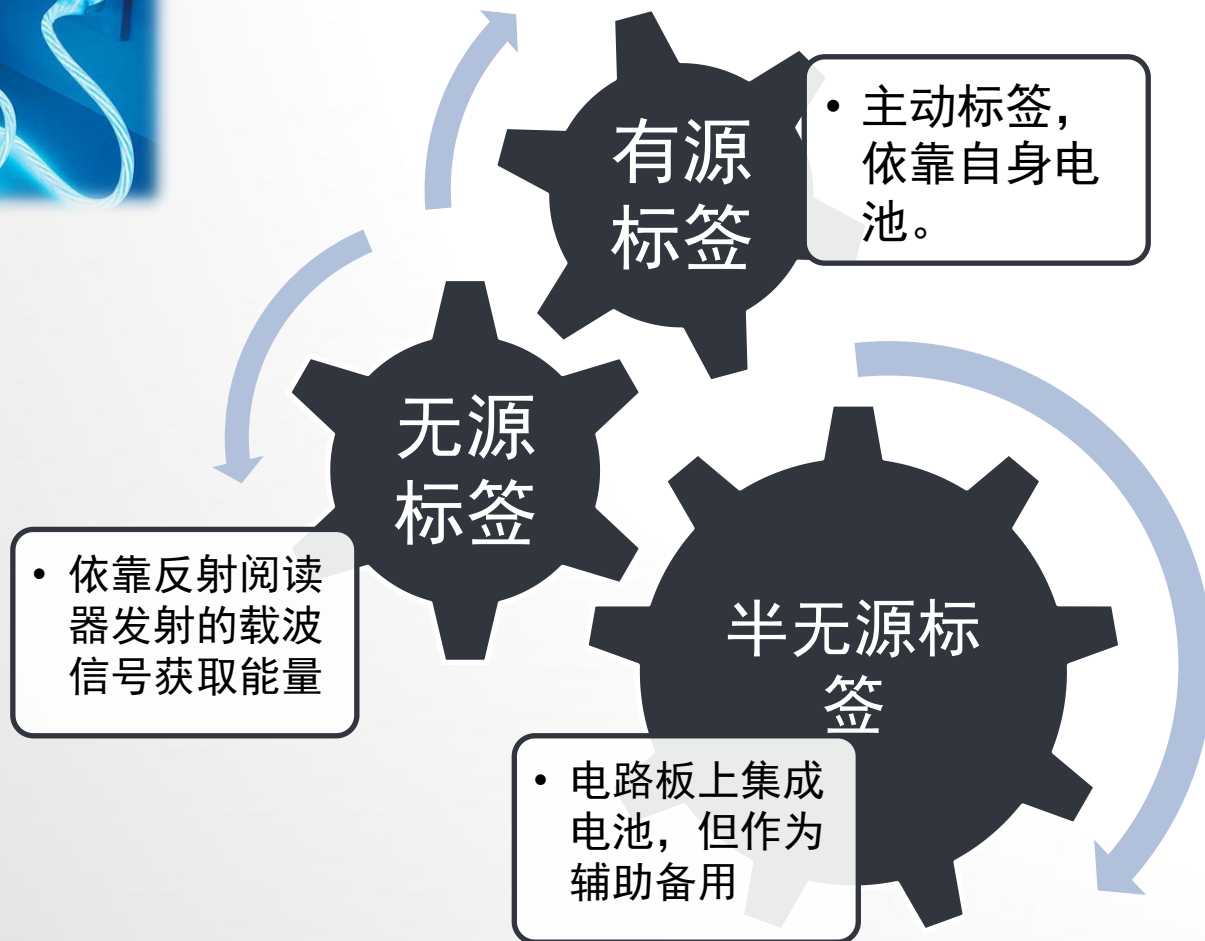 有源
标签
• 主动标签，
依靠自身电
池。
无源
标签
• 依靠反射阅读
器发射的载波
信号获取能量
半无源标
签
• 电路板上集成
电池，但作为
辅助备用